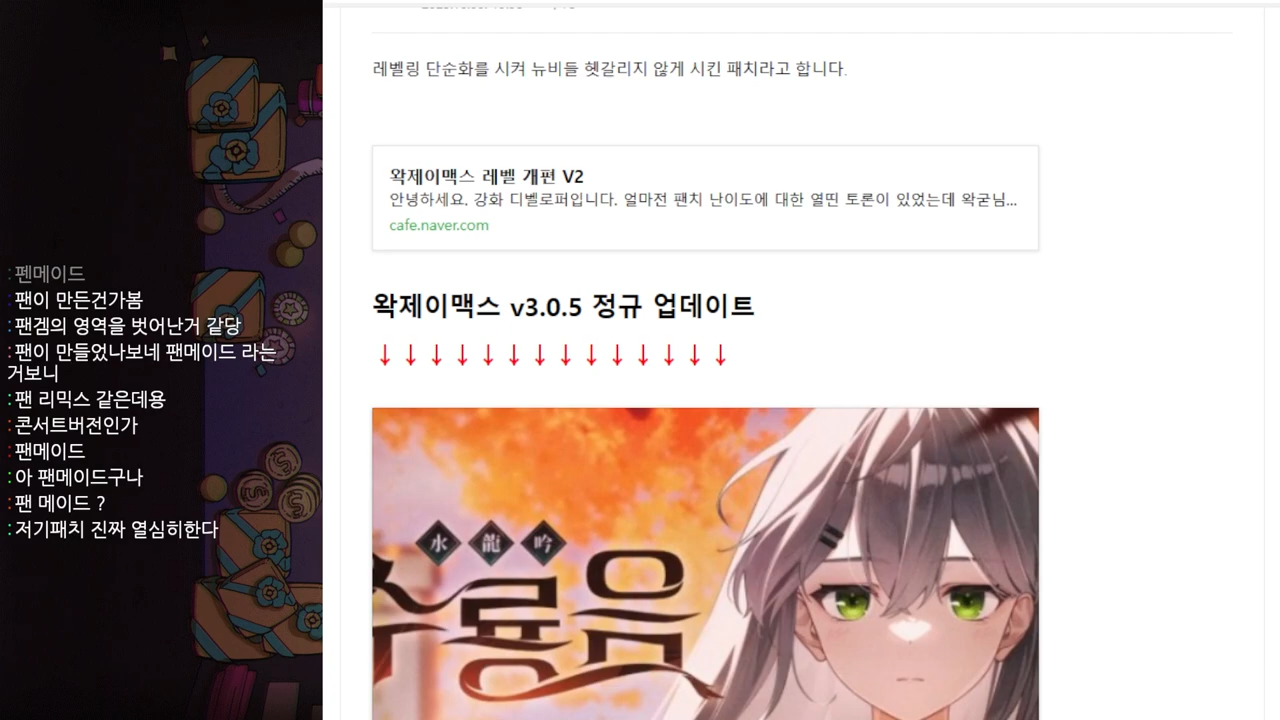 :펜메이드
:팬이 만든건가봄
:팬겜의 영역을 벗어난거 같당
:팬이 만들었나보네 팬메이드 라는
거보니
:팬 리믹스 같은데용
:콘서트버전인가
:팬메이드
:아 팬메이드구나
:팬 메이드 ?
:저기패치 진짜 열심히한다
레벨링 단순화를 시켜 뉴비들 헷갈리지 않게 시킨 패치라고 합니다.
왁제이맥스 레벨 개편 V2
안녕하세요. 강화 디벨로퍼입니다. 얼마전 팬치 난이도에 대한 열띤 토론이 있었는데 왁굳님...
cafe.naver.com
왁제이맥스 v3.0.5 정규 업데이트
↓ ↓ ↓ ↓ ↓ ↓ ↓ ↓ ↓ ↓ ↓ ↓ ↓ ↓
水 龍 吟
수룡음